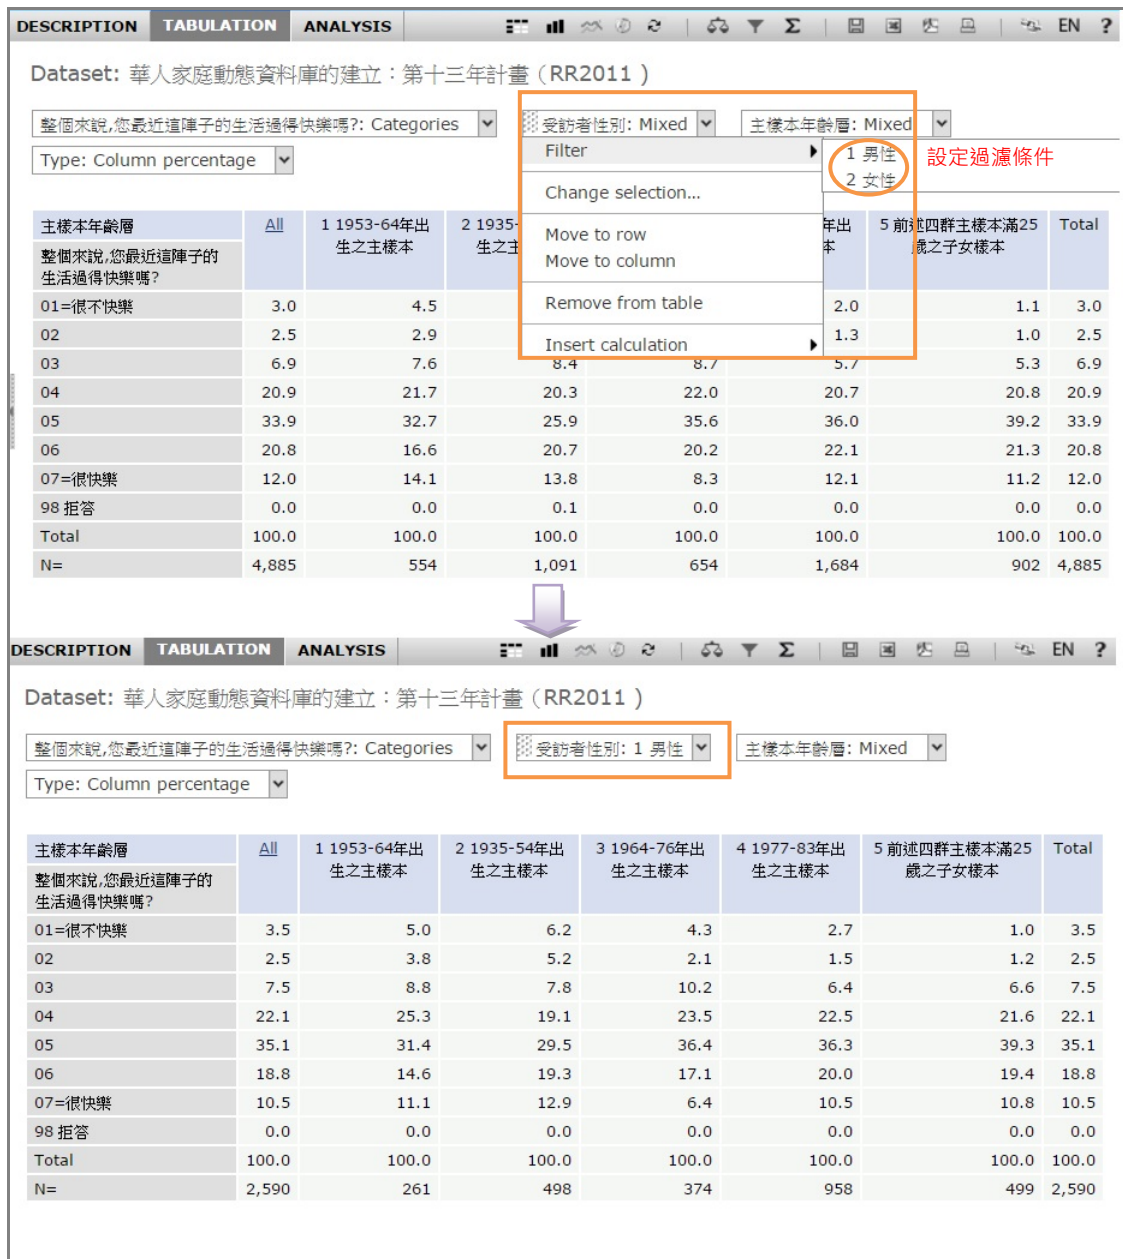 DESCRIPTION TABULATION ANALYSIS EN ?
Dataset: 華人家庭動態資料庫的建立：第十三年計畫（RR2011 ）
整個來說,您最近這陣子的生活過得快樂嗎?: Categories 受訪者性別: Mixed 主樣本年齡層: Mixed
Type: Column percentage
Filter
1 男性
2 女性
設定過濾條件
Change selection...
Move to row
Move to column
Remove from table
Insert calculation
主樣本年齡層 All 1 1953-64年出 2 1935- 年出 5 前述四群主樣本滿25 Total
生之主樣本 生之主 本 歲之子女樣本
整個來說,您最近這陣子的
生活過得快樂嗎?
01=很不快樂 3.0 4.5 2.0 1.1 3.0
02 2.5 2.9 1.3 1.0 2.5
03 6.9 7.6 8.4 8.7 5.7 5.3 6.9
04 20.9 21.7 20.3 22.0 20.7 20.8 20.9
05 33.9 32.7 25.9 35.6 36.0 39.2 33.9
06 20.8 16.6 20.7 20.2 22.1 21.3 20.8
07=很快樂 12.0 14.1 13.8 8.3 12.1 11.2 12.0
98 拒答 0.0 0.0 0.1 0.0 0.0 0.0 0.0
Total 100.0 100.0 100.0 100.0 100.0 100.0 100.0
N= 4,885 554 1,091 654 1,684 902 4,885
DESCRIPTION TABULATION ANALYSIS EN ?
Dataset: 華人家庭動態資料庫的建立：第十三年計畫（RR2011 ）
整個來說,您最近這陣子的生活過得快樂嗎?: Categories 受訪者性別: 1 男性 主樣本年齡層: Mixed
Type: Column percentage
主樣本年齡層 All 1 1953-64年出 2 1935-54年出 3 1964-76年出 4 1977-83年出 5 前述四群主樣本滿25 Total
生之主樣本 生之主樣本 生之主樣本 生之主樣本 歲之子女樣本
整個來說,您最近這陣子的
生活過得快樂嗎?
01=很不快樂 3.5 5.0 6.2 4.3 2.7 1.0 3.5
02 2.5 3.8 5.2 2.1 1.5 1.2 2.5
03 7.5 8.8 7.8 10.2 6.4 6.6 7.5
04 22.1 25.3 19.1 23.5 22.5 21.6 22.1
05 35.1 31.4 29.5 36.4 36.3 39.3 35.1
06 18.8 14.6 19.3 17.1 20.0 19.4 18.8
07=很快樂 10.5 11.1 12.9 6.4 10.5 10.8 10.5
98 拒答 0.0 0.0 0.0 0.0 0.0 0.0 0.0
Total 100.0 100.0 100.0 100.0 100.0 100.0 100.0
N= 2,590 261 498 374 958 499 2,590